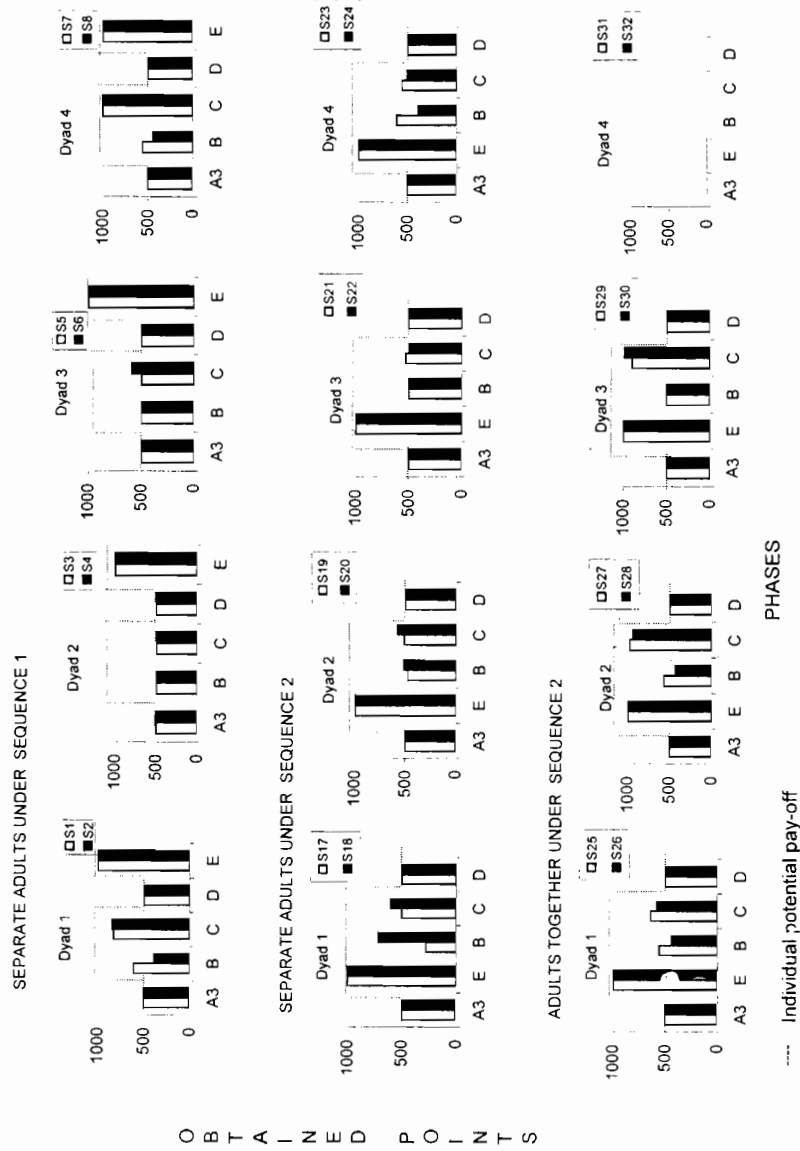 OBTAINED POINTS
SEPARATE ADULTS UNDER SEQUENCE 1
Dyad 1
S1
S2
1000
500
0
A3 B C D E
Dyad 2
S3
S4
1000
500
0
A3 B C D E
Dyad 3
S5
S6
1000
500
0
A3 B C D E
Dyad 4
S7
S8
1000
500
0
A3 B C D E
SEPARATE ADULTS UNDER SEQUENCE 2
Dyad 1
S17
S18
1000
500
0
A3 E B C D
Dyad 2
S19
S20
1000
500
0
A3 E B C D
Dyad 3
S21
S22
1000
500
0
A3 E B C D
Dyad 4
S23
S24
1000
500
0
A3 E B C D
ADULTS TOGETHER UNDER SEQUENCE 2
Dyad 1
S25
S26
1000
500
0
A3 E B C D
Dyad 2
S27
S28
1000
500
0
A3 E B C D
Dyad 3
S29
S30
1000
500
0
A3 E B C D
Dyad 4
S31
S32
1000
500
0
A3 E B C D
PHASES
---- Individual potential pay-off